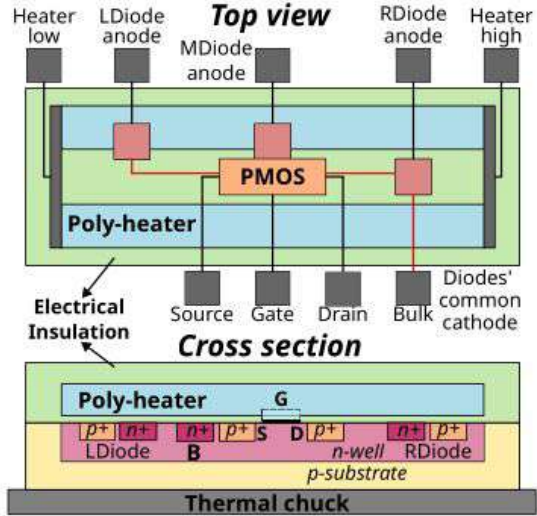 Top view
Heater
low
LDiode
anode
MDiode
anode
RDiode
anode
Heater
high
PMOS
Poly-heater
Electrical
Insulation
Source
Gate
Drain
Bulk
Diodes'
common
cathode
Cross section
Poly-heater
G
p+
n+
n+
p+
S
D
p+
n+
p+
LDiode
B
n-well
RDiode
p-substrate
Thermal chuck